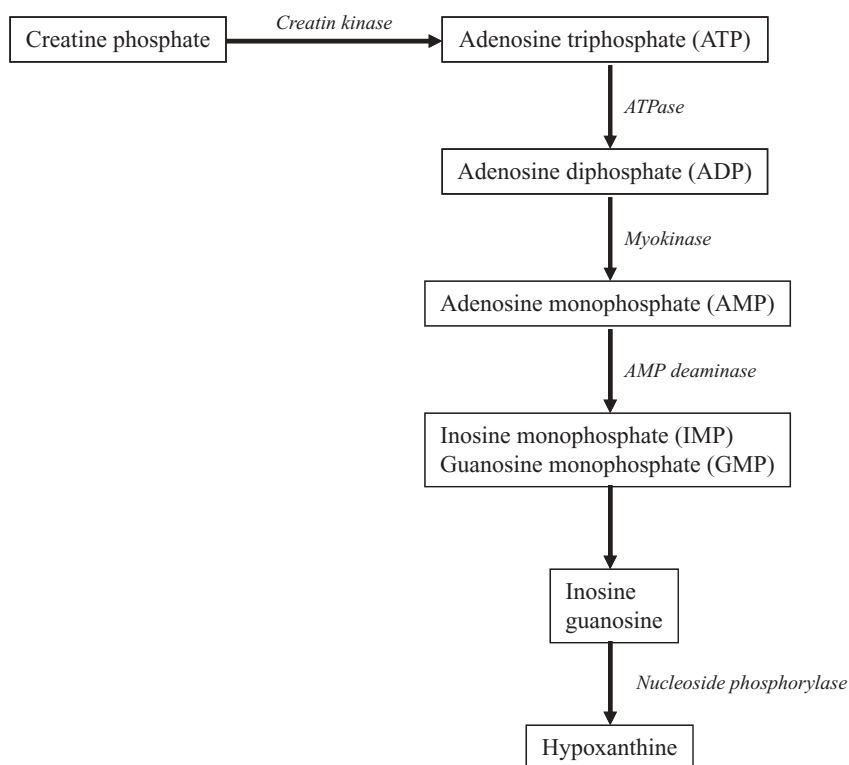 Creatine phosphate
Creatin kinase
Adenosine triphosphate (ATP)
ATPase
Adenosine diphosphate (ADP)
Myokinase
Adenosine monophosphate (AMP)
AMP deaminase
Inosine monophosphate (IMP)
Guanosine monophosphate (GMP)
Inosine
guanosine
Nucleoside phosphorylase
Hypoxanthine